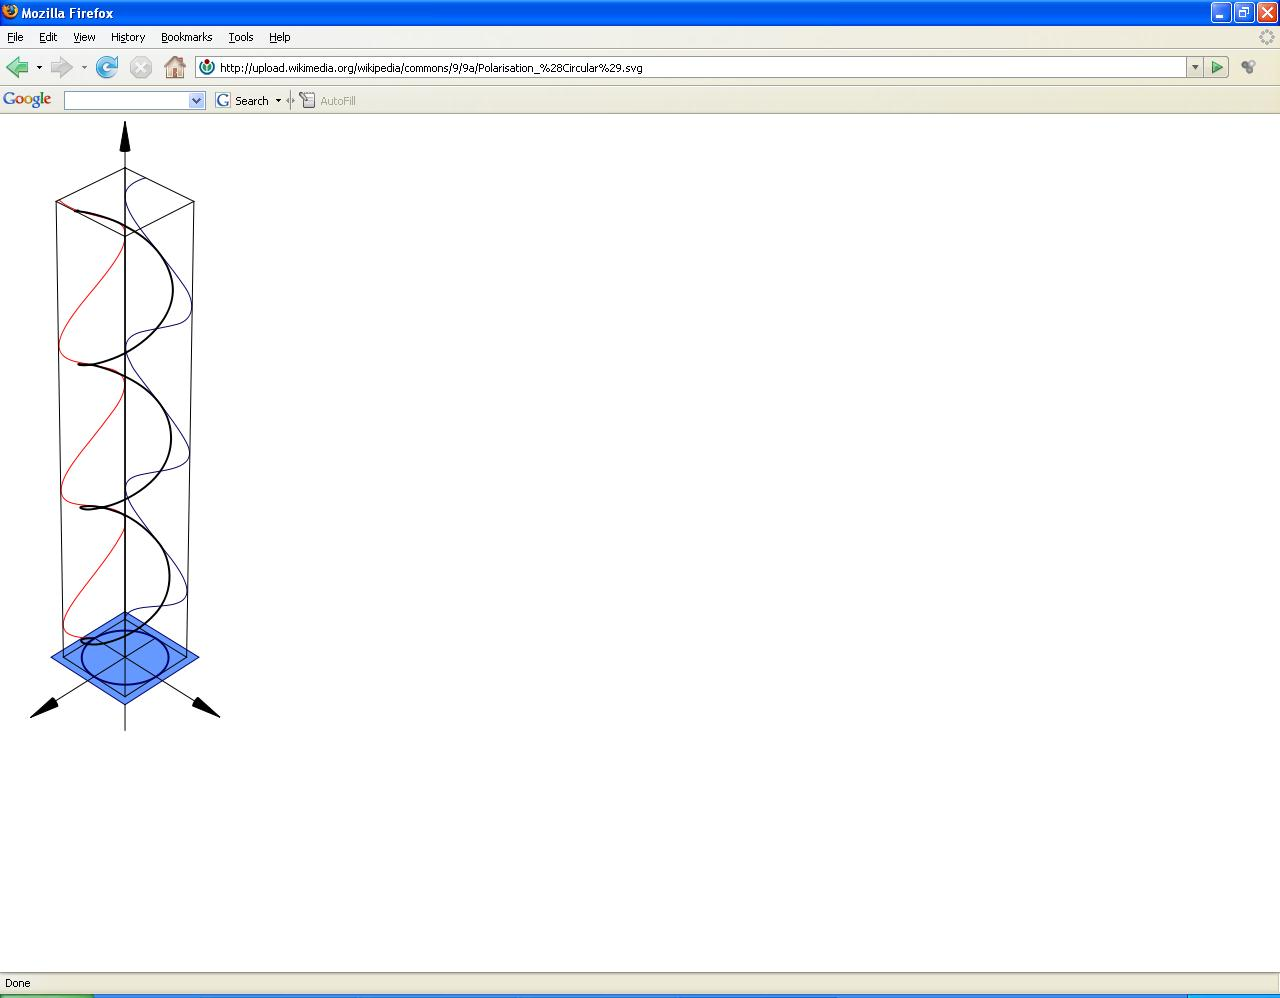 Mozilla Firefox
File Edit View History Bookmarks Tools Help
http://upload.wikimedia.org/wikipedia/commons/9/9a/Polarisation_%28Circular%29.svg
Google G Search AutoFill
Done